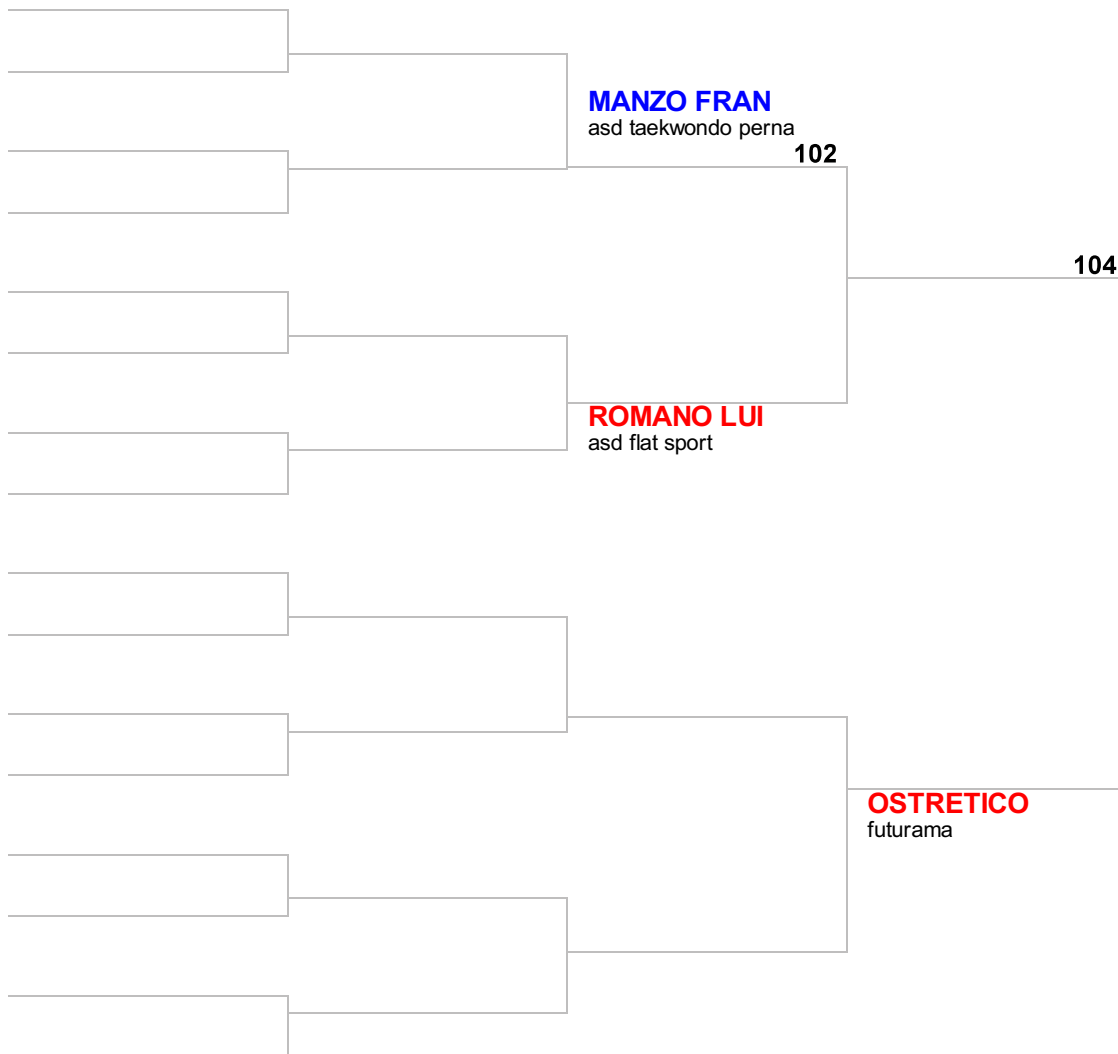 MANZO FRAN
asd taekwondo perna
102
104
ROMANO LUI
asd flat sport
OSTRETICO
futurama